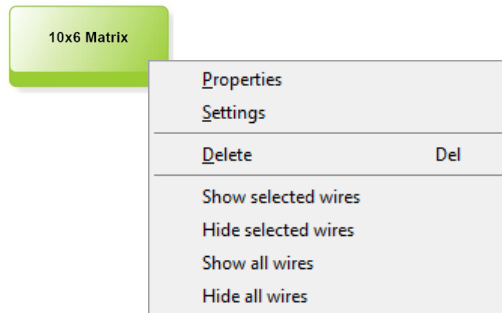 10x6 Matrix
Properties
Settings
Delete Del
Show selected wires
Hide selected wires
Show all wires
Hide all wires